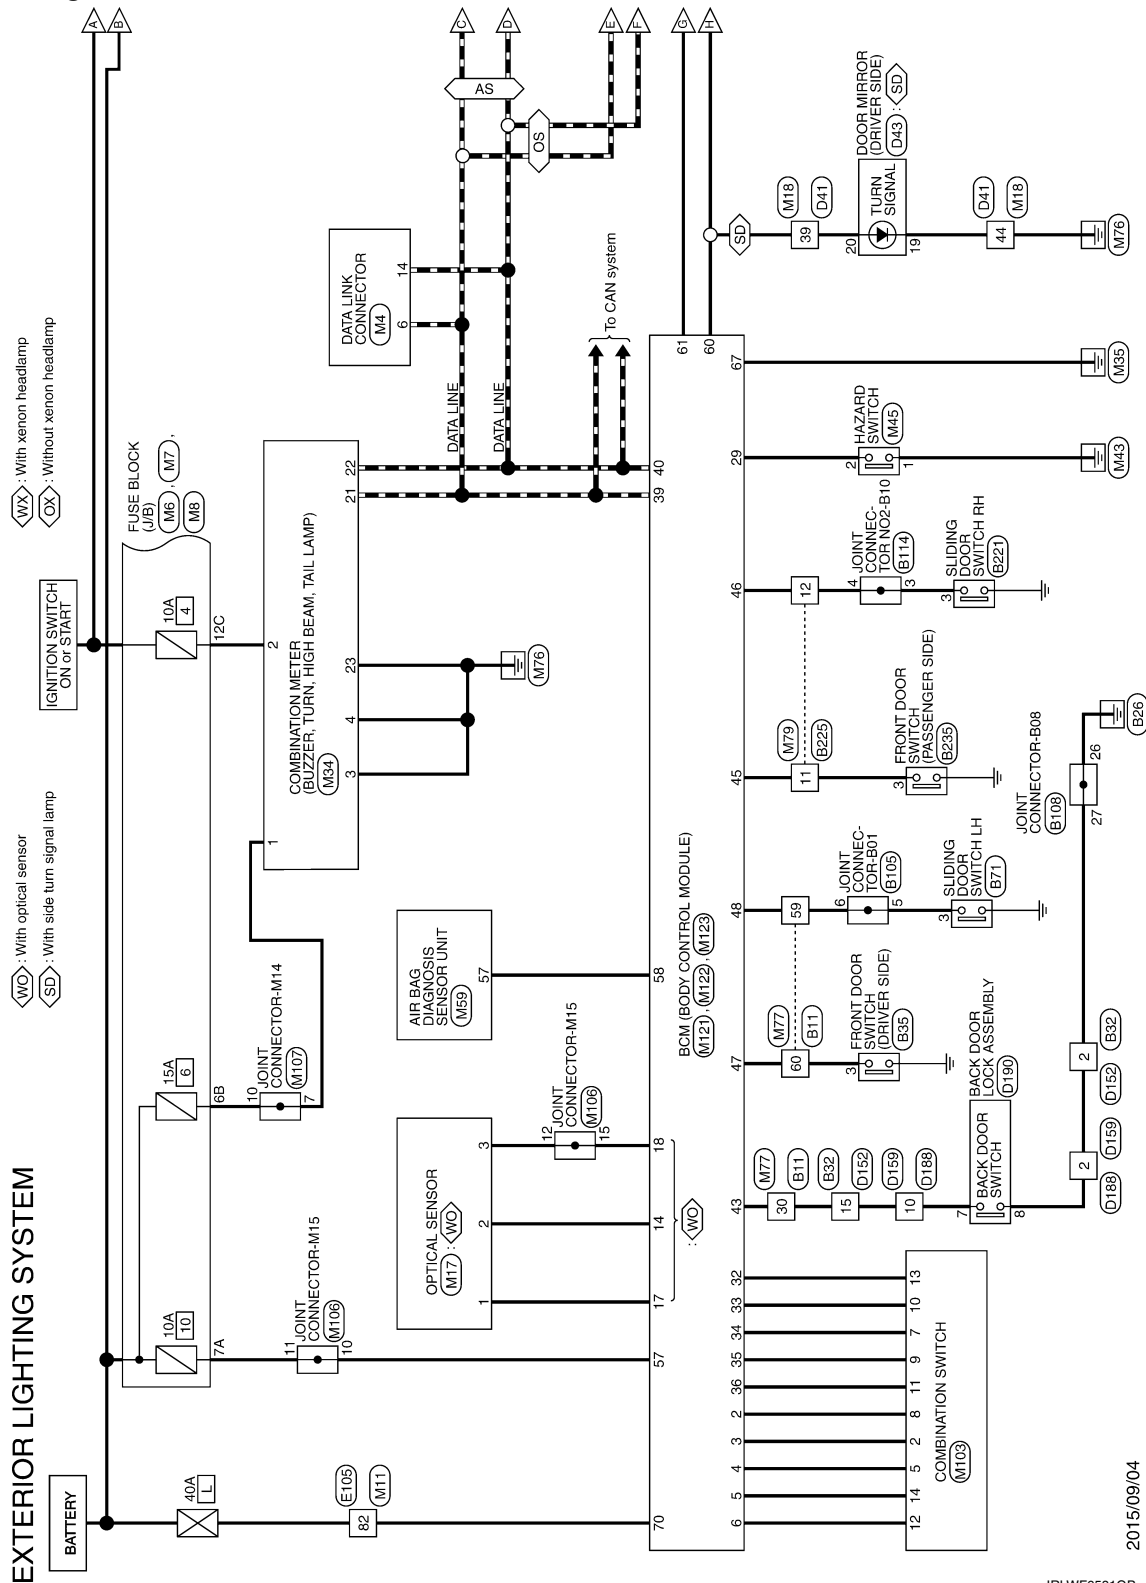 EXTERIOR LIGHTING SYSTEM
WO : With optical sensor
SD : With side turn signal lamp
WX : With xenon headlamp
OX : Without xenon headlamp
BATTERY
IGNITION SWITCH
ON or START
A
B
40A
L
10A
10
15A
6
10A
4
FUSE BLOCK
(J/B)
M6 , M7 ,
M8
7A
6B
12C
E105
82
M11
11
JOINT
CONNECTOR-M15
M106
10
10
JOINT
CONNECTOR-M14
M107
7
1
2
COMBINATION METER
(BUZZER, TURN, HIGH BEAM, TAIL LAMP)
M34
3
4
23
21
22
M76
OPTICAL SENSOR
M17 : WO
1
2
3
12
JOINT
CONNECTOR-M15
M106
15
AIR BAG
DIAGNOSIS
SENSOR UNIT
M59
57
DATA LINK
CONNECTOR
M4
6
14
DATA LINE
DATA LINE
To CAN system
AS
OS
C
D
E
F
G
H
70
57
17
14
18
58
39
40
61
60
: WO
BCM (BODY CONTROL MODULE)
M121 , M122 , M123
6
5
4
3
2
36
35
34
33
32
43
47
48
45
46
29
67
12
14
5
2
8
11
9
7
10
13
COMBINATION SWITCH
M103
M77
30
B11
B32
15
D152
D159
10
D188
7
BACK DOOR
SWITCH
8
BACK DOOR
LOCK ASSEMBLY
D190
D188
2
D159
D152
2
B32
27
JOINT
CONNECTOR-B08
B108
26
B26
M77
60
B11
3
FRONT DOOR
SWITCH
(DRIVER SIDE)
B35
59
6
JOINT
CONNEC-
TOR-B01
B105
5
3
SLIDING
DOOR
SWITCH LH
B71
M79
11
B225
3
FRONT DOOR
SWITCH
(PASSENGER SIDE)
B235
12
4
JOINT
CONNEC-
TOR NO2-B10
B114
3
3
SLIDING
DOOR
SWITCH RH
B221
2
HAZARD
SWITCH
M45
1
M43
M35
SD
M18
39
D41
20
TURN
SIGNAL
19
DOOR MIRROR
(DRIVER SIDE)
D43 : SD
D41
44
M18
M76
2015/09/04